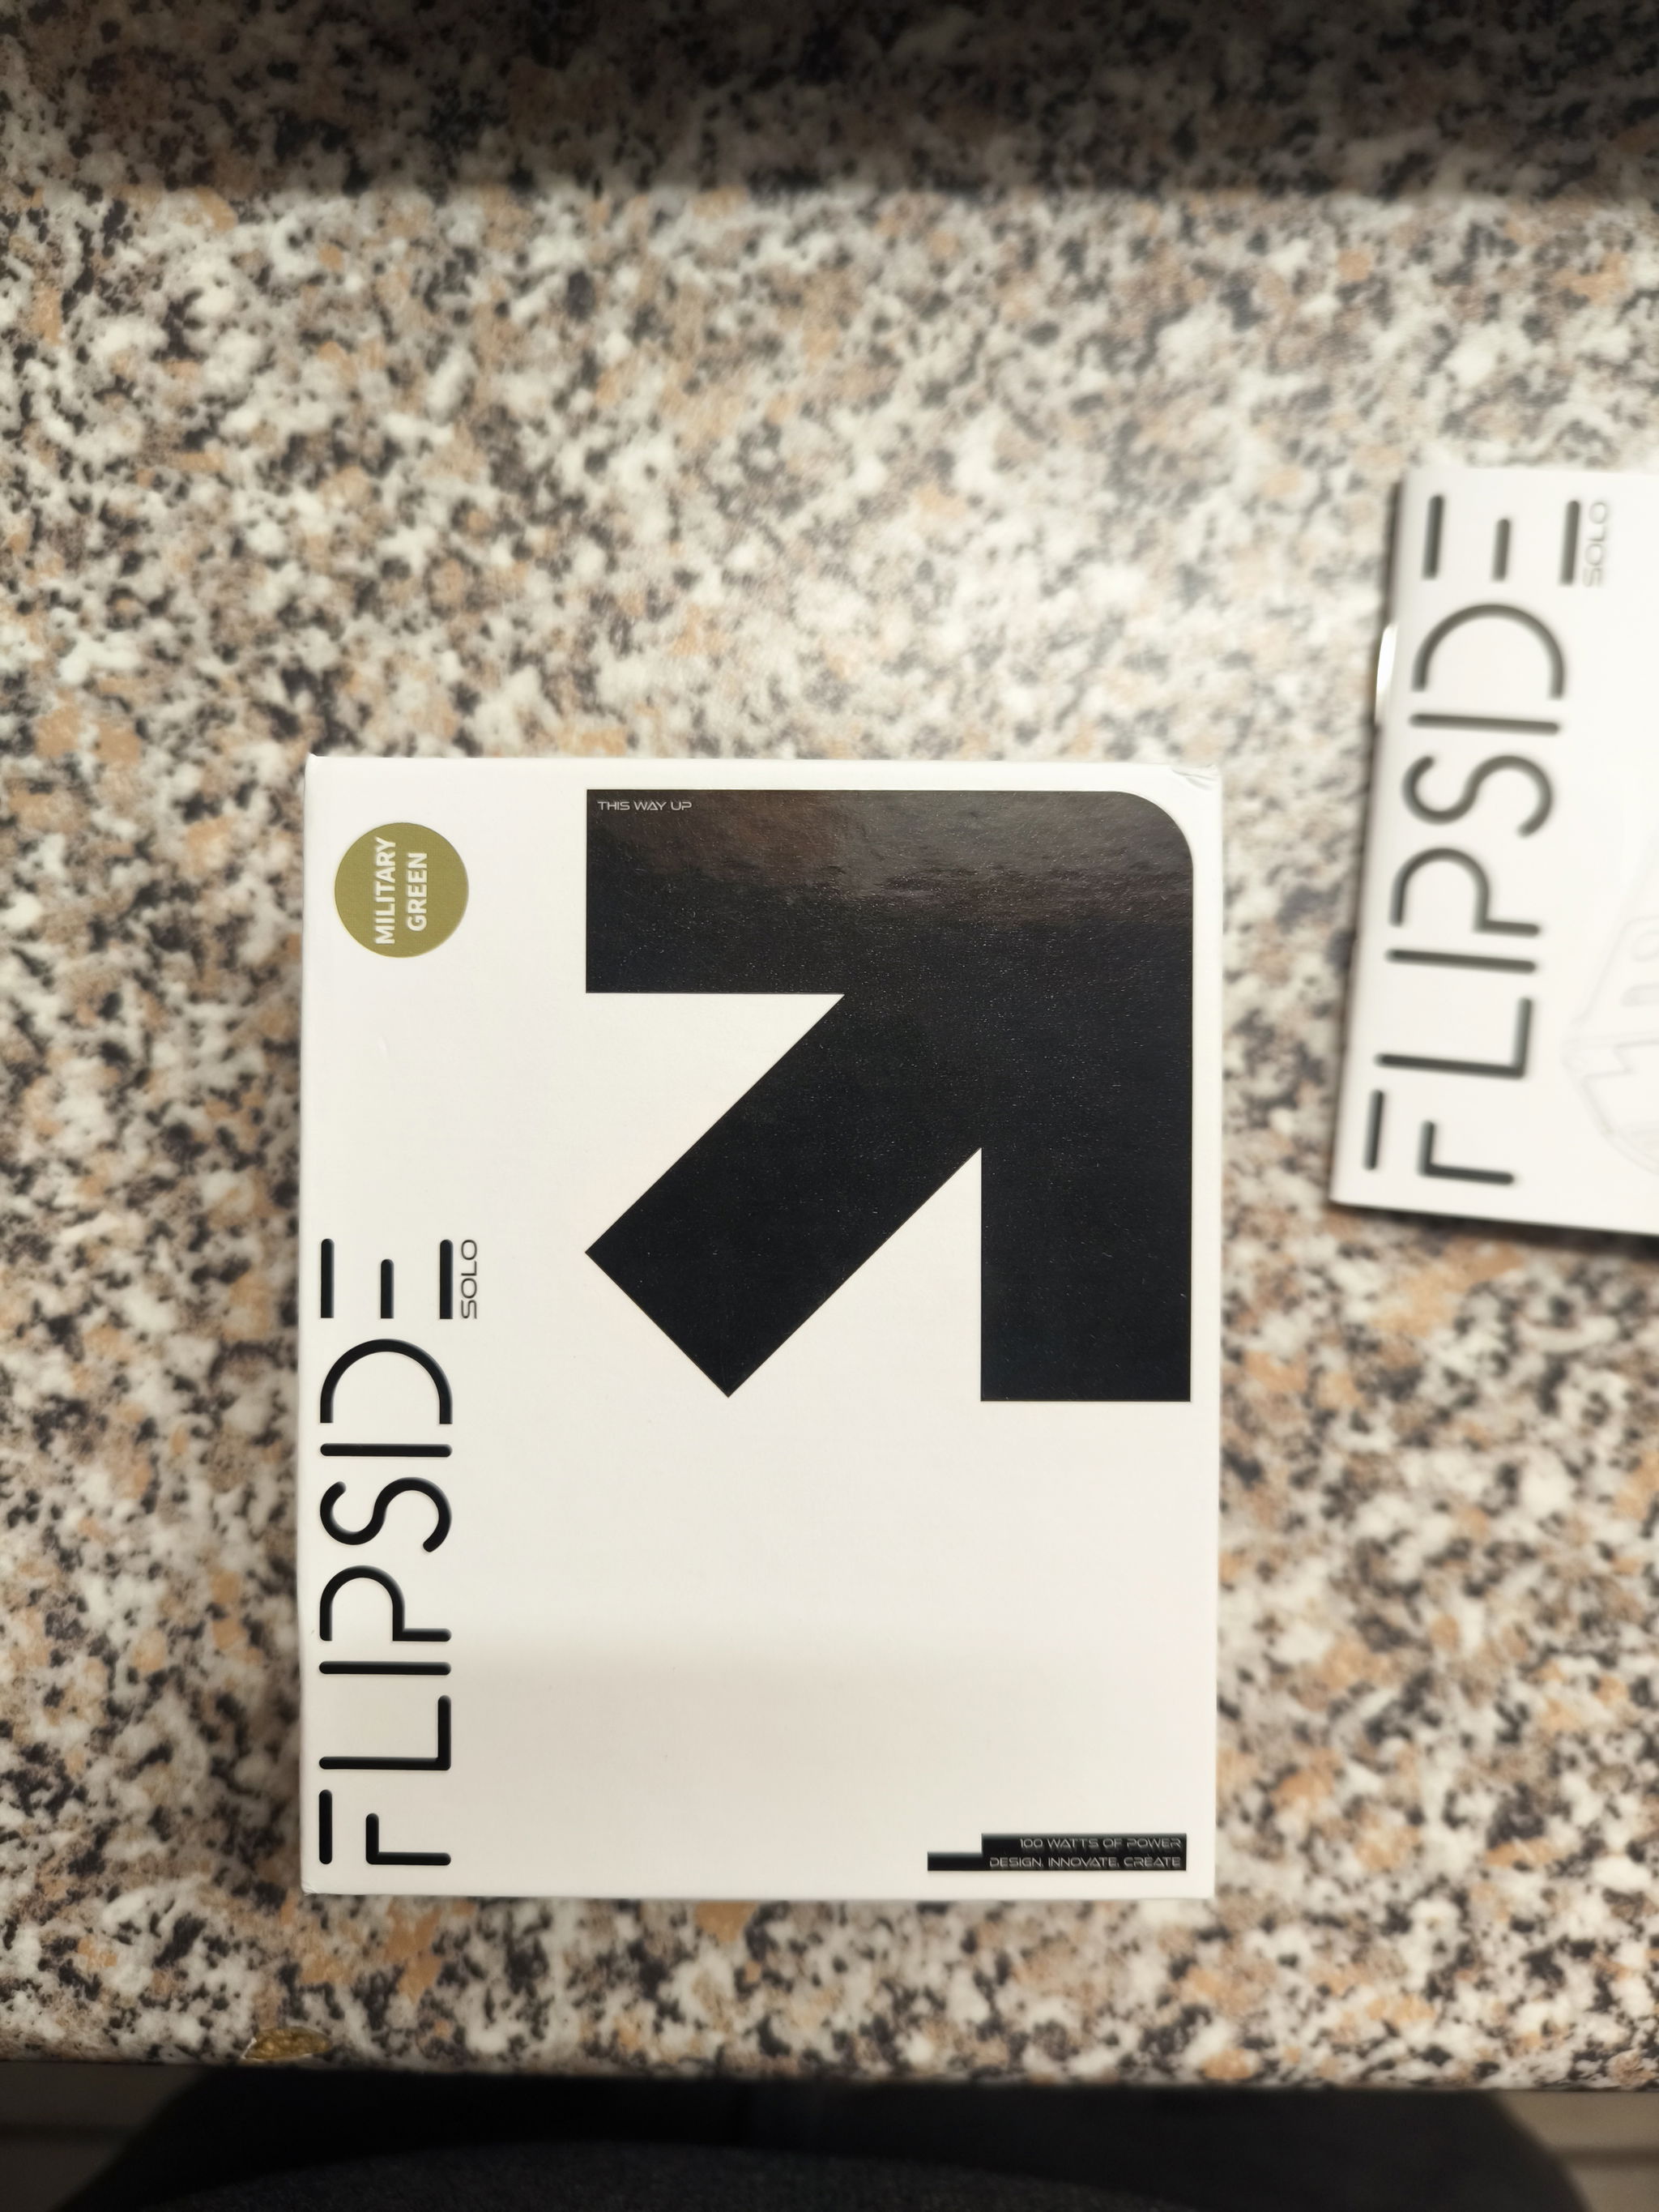 THIS WAY UP
MILITARY
GREEN
FLIPSIDE
SOLO
100 WATTS OF POWER
DESIGN, INNOVATE, CREATE
FLIPSIDE
SOLO